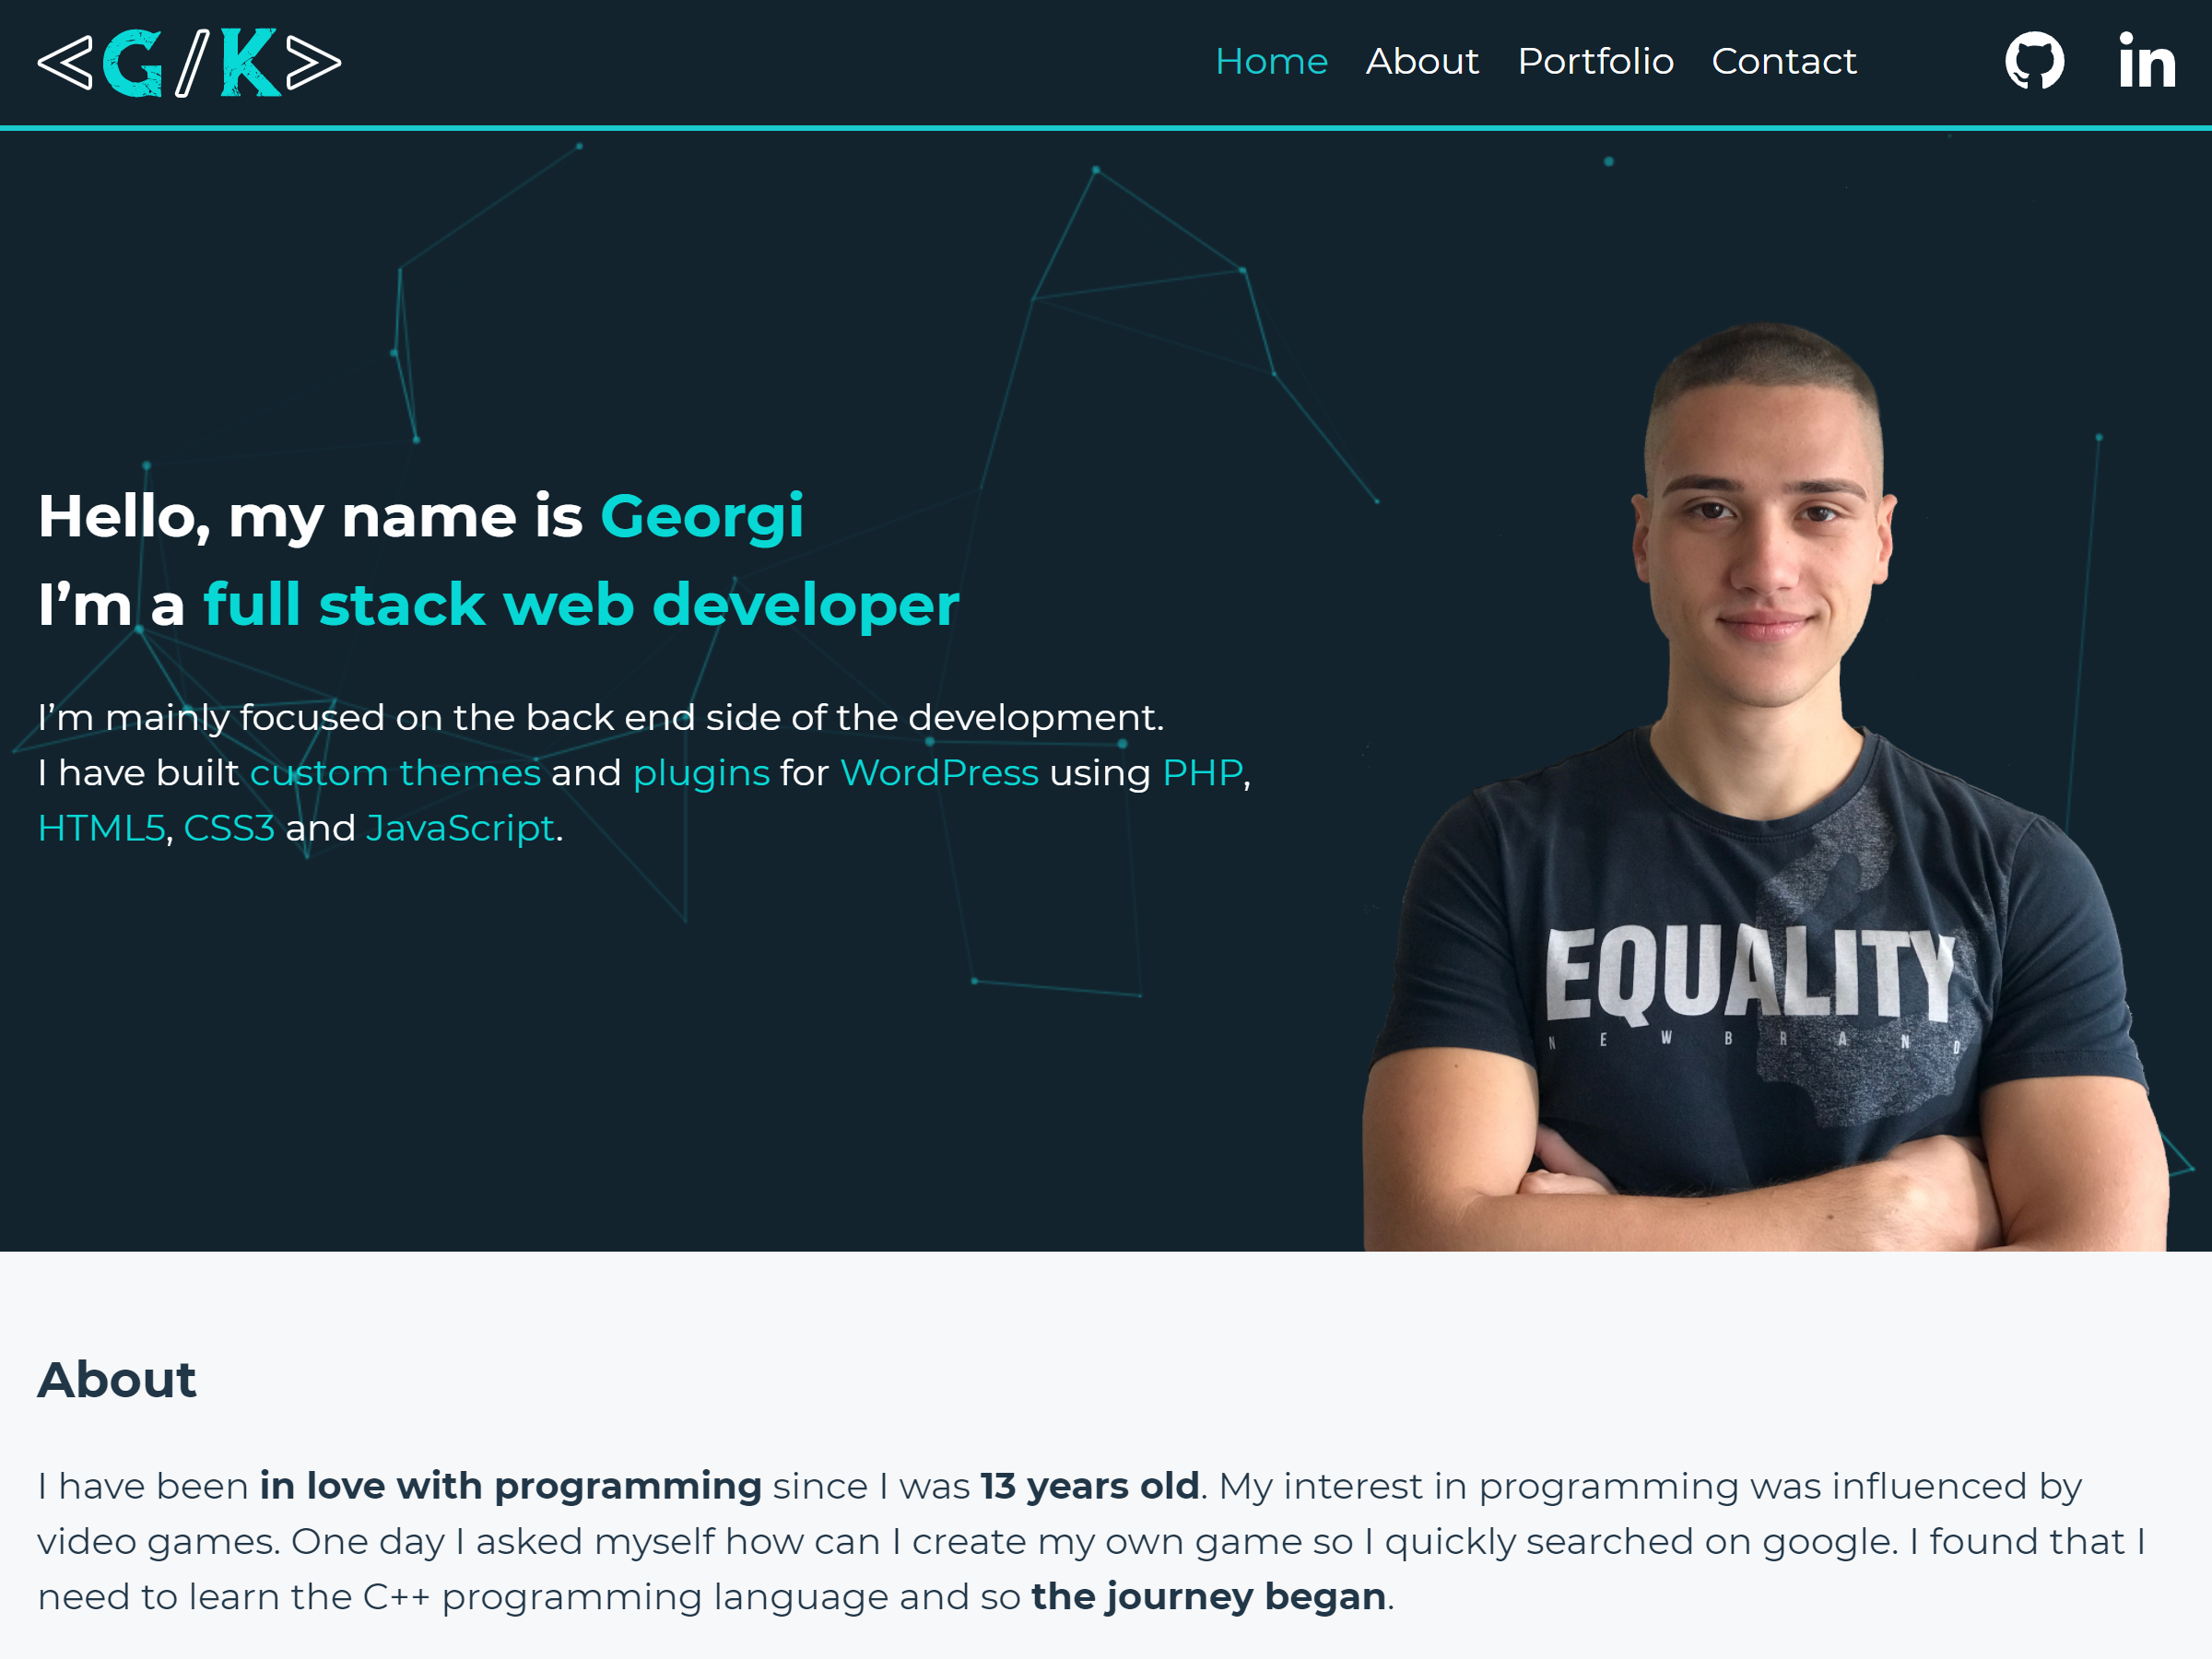 <G/K>
Home About Portfolio Contact
in
Hello, my name is Georgi
I’m a full stack web developer
I’m mainly focused on the back end side of the development.
I have built custom themes and plugins for WordPress using PHP,
HTML5, CSS3 and JavaScript.
EQUALITY
NEWBRAND
About
I have been in love with programming since I was 13 years old. My interest in programming was influenced by
video games. One day I asked myself how can I create my own game so I quickly searched on google. I found that I
need to learn the C++ programming language and so the journey began.